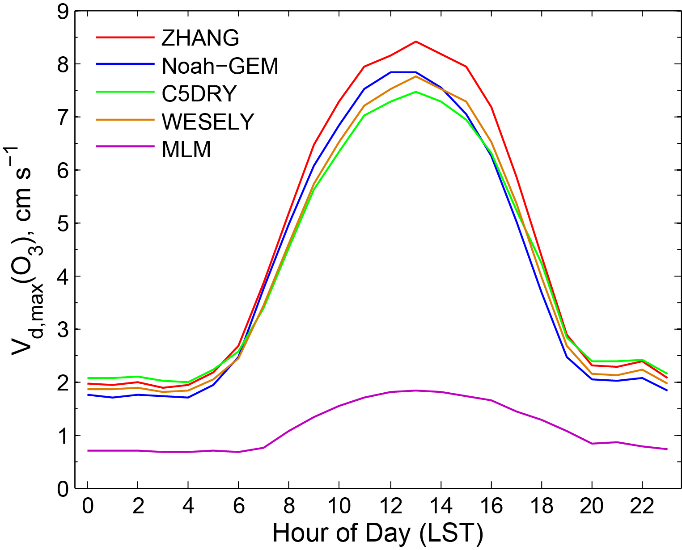 9
8
7
6
5
4
3
2
1
0
V_d,max(O_3), cm s^−1
ZHANG
Noah−GEM
C5DRY
WESELY
MLM
0 2 4 6 8 10 12 14 16 18 20 22
Hour of Day (LST)